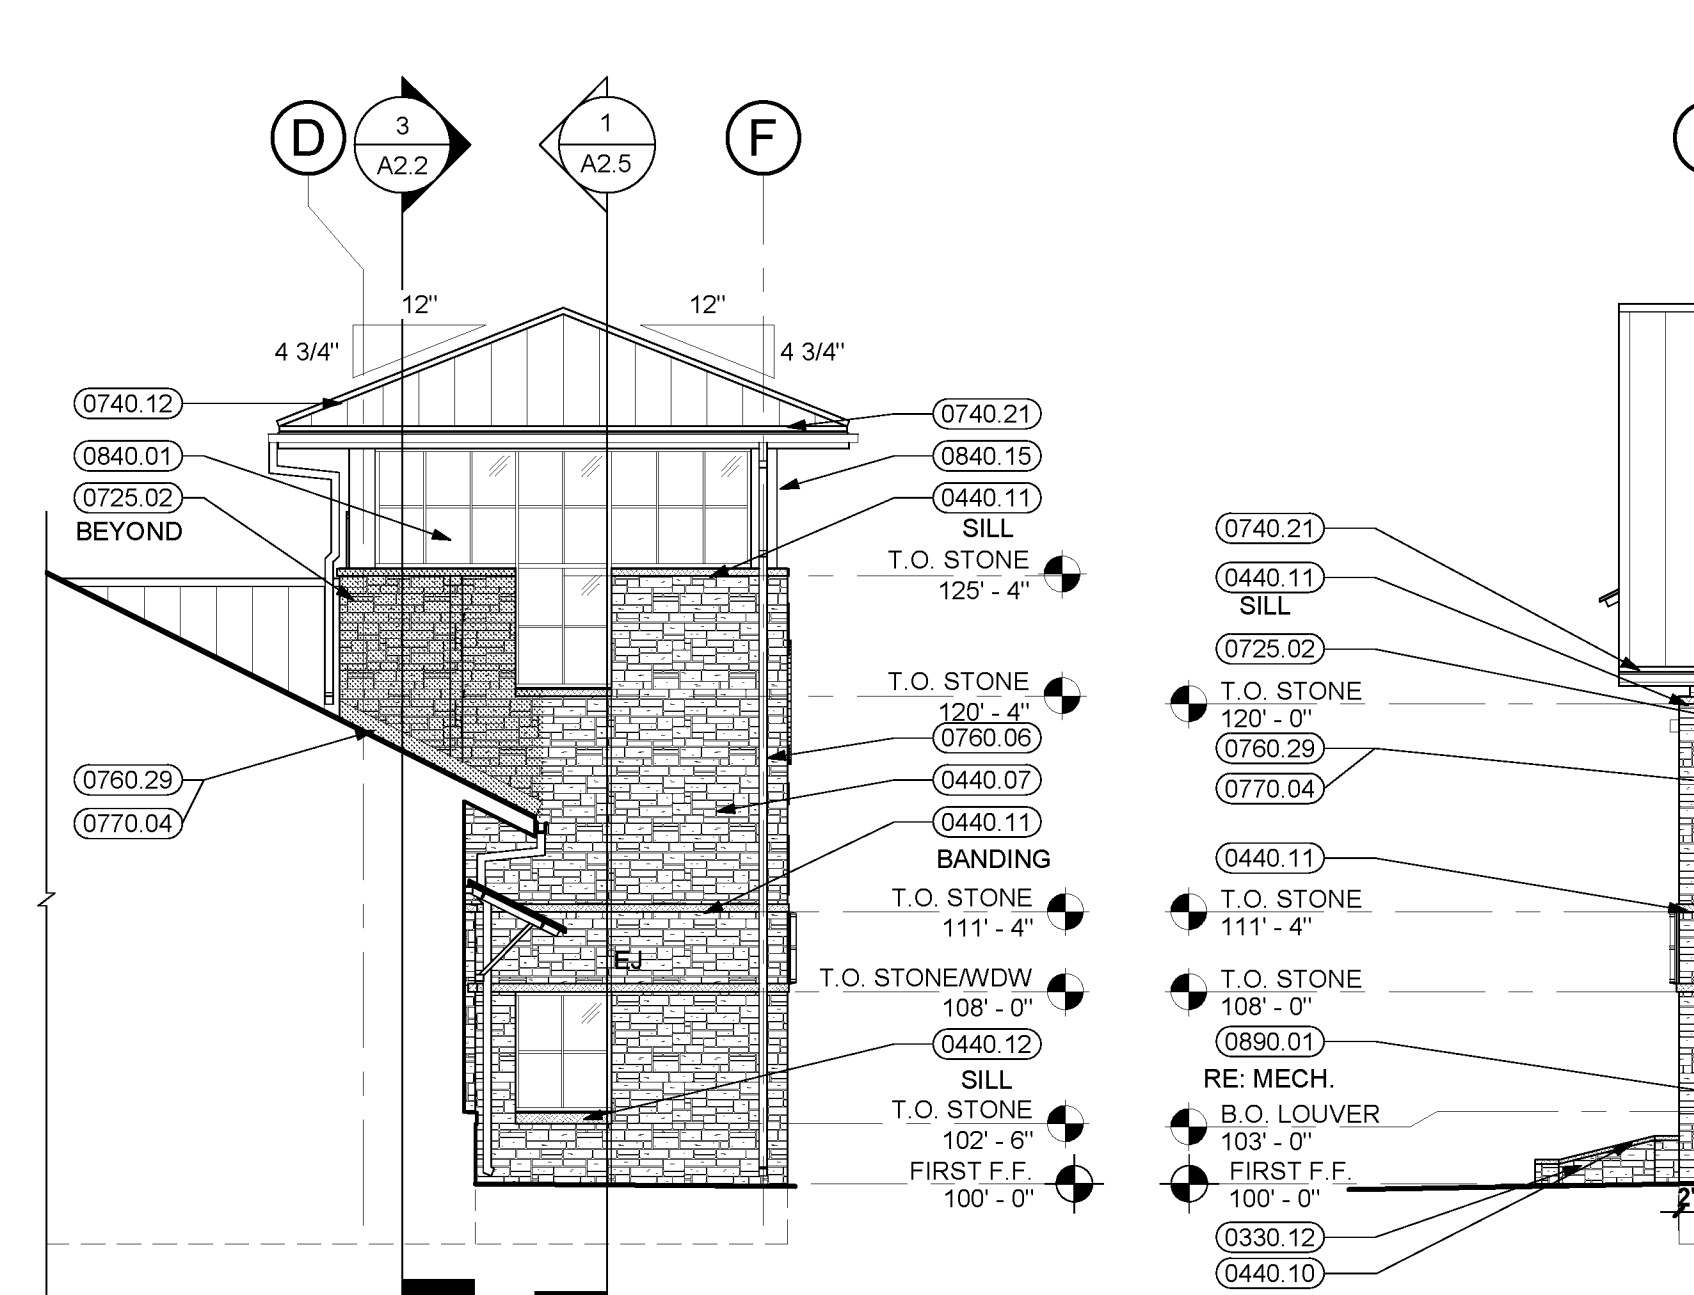 D
3
A2.2
1
A2.5
F
12"
12"
4 3/4"
4 3/4"
0740.12
0840.01
0725.02
BEYOND
0760.29
0770.04
EJ
0740.21
0840.15
0440.11
SILL
T.O. STONE
125' - 4"
T.O. STONE
120' - 4"
0760.06
0440.07
0440.11
BANDING
T.O. STONE
111' - 4"
T.O. STONE/WDW
108' - 0"
0440.12
SILL
T.O. STONE
102' - 6"
FIRST F.F.
100' - 0"
0740.21
0440.11
SILL
0725.02
T.O. STONE
120' - 0"
0760.29
0770.04
0440.11
T.O. STONE
111' - 4"
T.O. STONE
108' - 0"
0890.01
RE: MECH.
B.O. LOUVER
103' - 0"
FIRST F.F.
100' - 0"
0330.12
0440.10